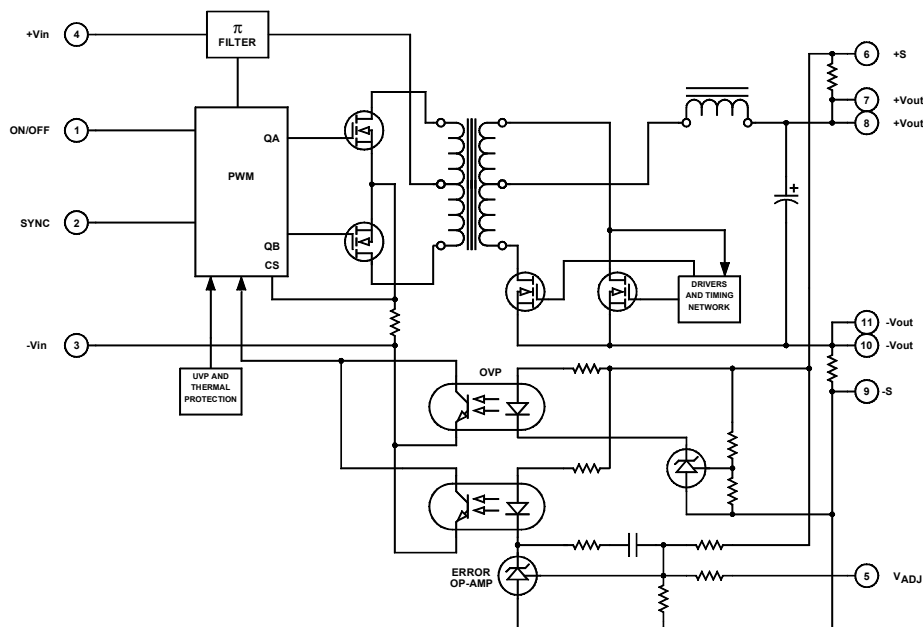 π
FILTER
+Vin
4
6
+S
7
+Vout
ON/OFF
1
8
+Vout
QA
PWM
+
SYNC
2
QB
CS
DRIVERS
AND TIMING
NETWORK
11
-Vout
-Vin
3
10
-Vout
UVP AND
THERMAL
PROTECTION
OVP
9
-S
ERROR
OP-AMP
5
VADJ